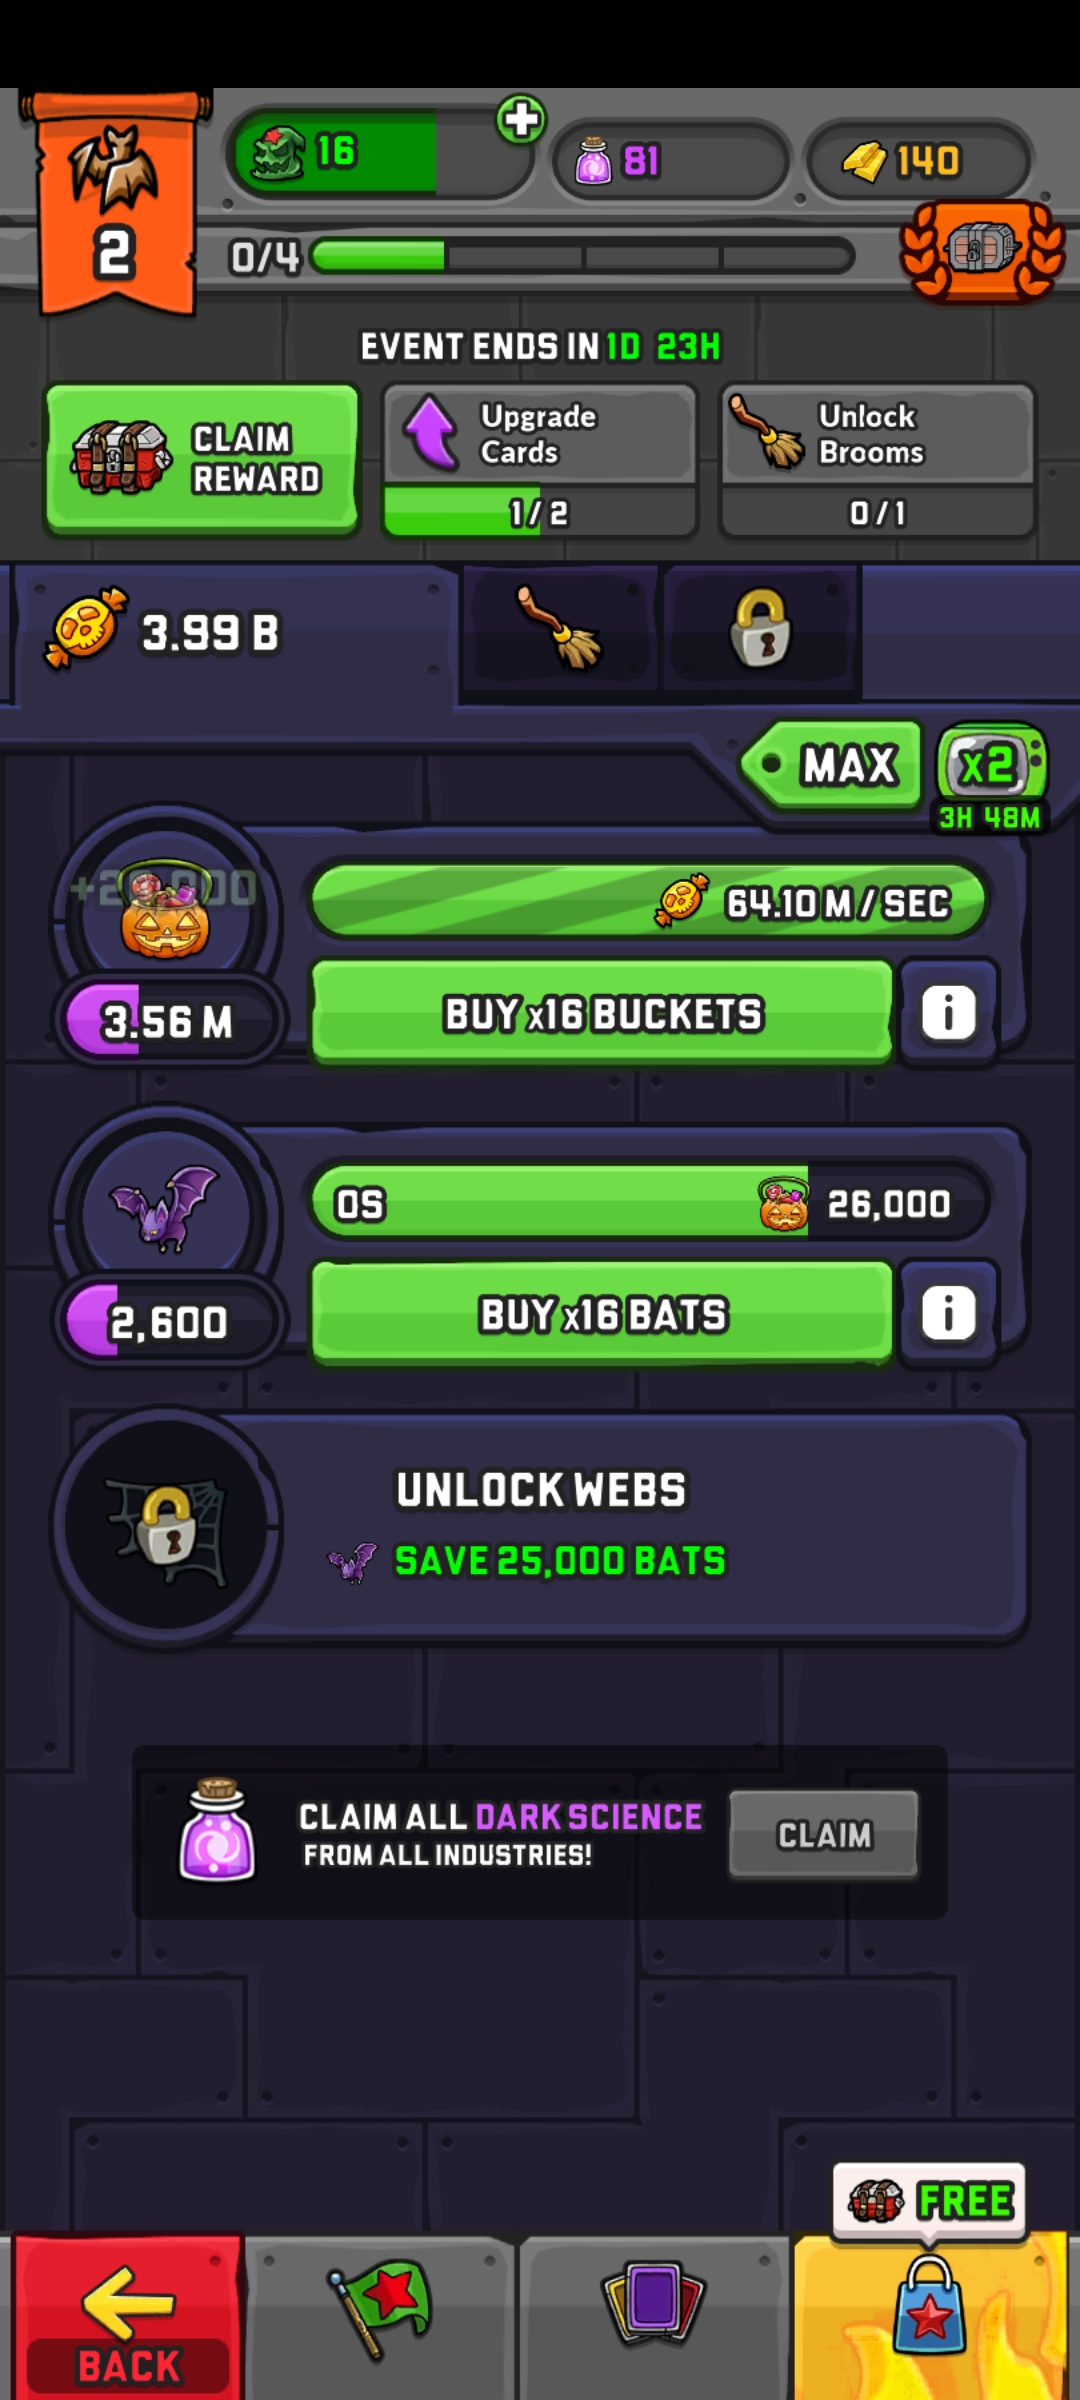 2
16
81
140
0/4
EVENT ENDS IN 1D 23H
CLAIM
REWARD
Upgrade
Cards
1/2
Unlock
Brooms
0/1
3.99 B
MAX
x2
3H 48M
64.10 M / SEC
3.56 M
BUY x16 BUCKETS
i
0S
26,000
2,600
BUY x16 BATS
i
UNLOCK WEBS
SAVE 25,000 BATS
CLAIM ALL DARK SCIENCE
FROM ALL INDUSTRIES!
CLAIM
FREE
BACK